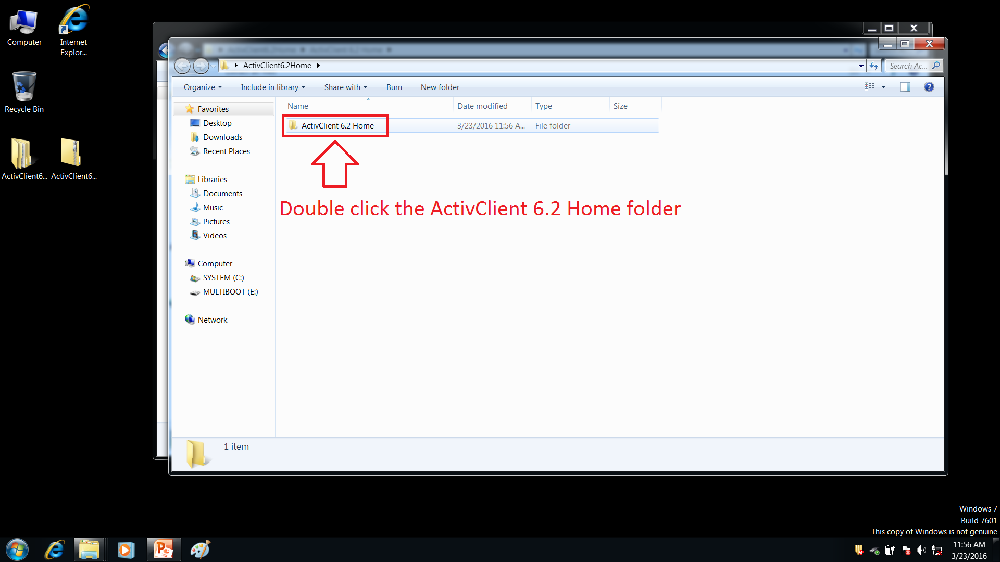 Computer
Internet
Explor...
Recycle Bin
ActivClient6...
ActivClient6...
ActivClient6.2Home
Search Ac...
Organize
Include in library
Share with
Burn
New folder
Name
Date modified
Type
Size
ActivClient 6.2 Home
3/23/2016 11:56 A...
File folder
Double click the ActivClient 6.2 Home folder
Favorites
Desktop
Downloads
Recent Places
Libraries
Documents
Music
Pictures
Videos
Computer
SYSTEM (C:)
MULTIBOOT (E:)
Network
1 item
Windows 7
Build 7601
This copy of Windows is not genuine
11:56 AM
3/23/2016